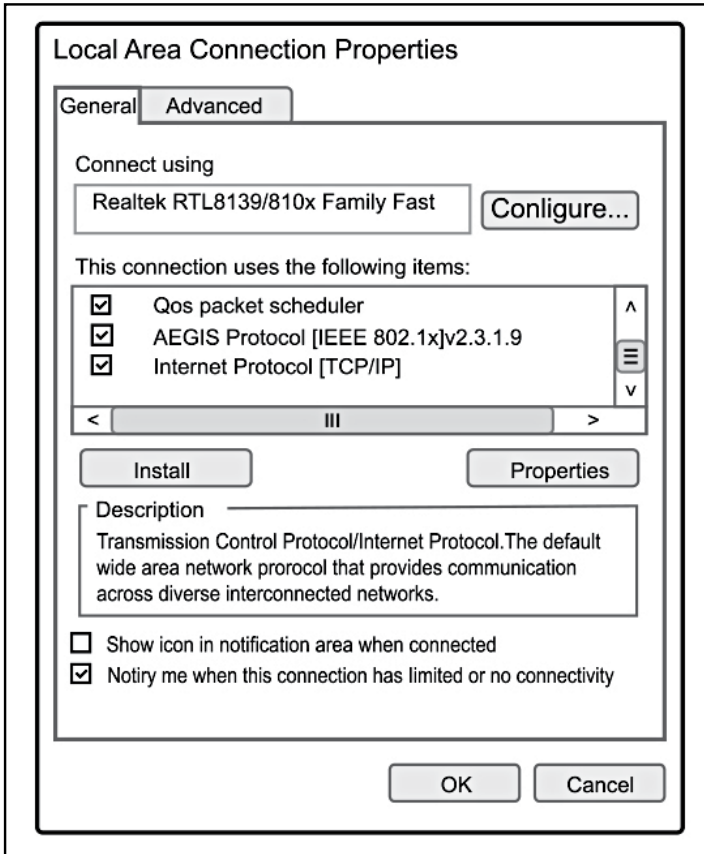 Local Area Connection Properties
General
Advanced
Connect using
Realtek RTL8139/810x Family Fast
Conligure...
This connection uses the following items:
Qos packet scheduler
AEGIS Protocol [IEEE 802.1x]v2.3.1.9
Internet Protocol [TCP/IP]
Install
Properties
Description
Transmission Control Protocol/Internet Protocol.The default
wide area network prorocol that provides communication
across diverse interconnected networks.
Show icon in notification area when connected
Notiry me when this connection has limited or no connectivity
OK
Cancel